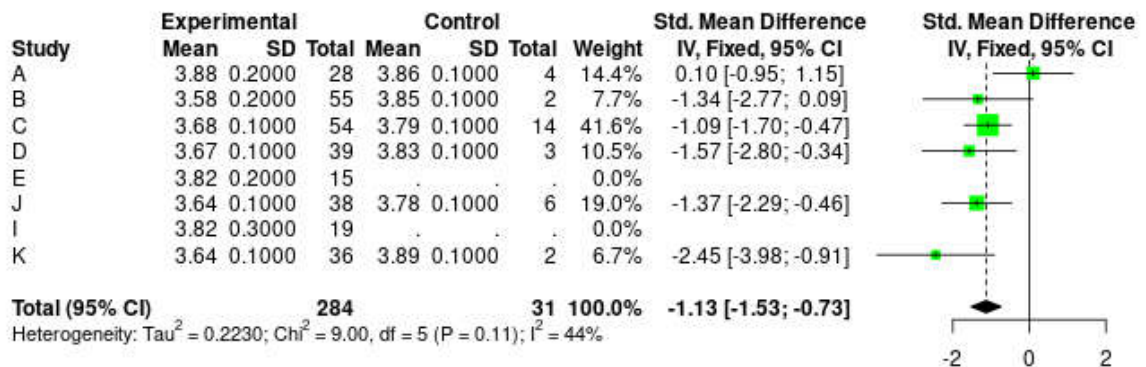 Experimental Control Std. Mean Difference Std. Mean Difference
Study Mean SD Total Mean SD Total Weight IV, Fixed, 95% CI IV, Fixed, 95% CI
A 3.88 0.2000 28 3.86 0.1000 4 14.4% 0.10 [-0.95; 1.15]
B 3.58 0.2000 55 3.85 0.1000 2 7.7% -1.34 [-2.77; 0.09]
C 3.68 0.1000 54 3.79 0.1000 14 41.6% -1.09 [-1.70; -0.47]
D 3.67 0.1000 39 3.83 0.1000 3 10.5% -1.57 [-2.80; -0.34]
E 3.82 0.2000 15 . . . 0.0%
J 3.64 0.1000 38 3.78 0.1000 6 19.0% -1.37 [-2.29; -0.46]
I 3.82 0.3000 19 . . . 0.0%
K 3.64 0.1000 36 3.89 0.1000 2 6.7% -2.45 [-3.98; -0.91]
Total (95% CI) 284 31 100.0% -1.13 [-1.53; -0.73]
Heterogeneity: Tau² = 0.2230; Chi² = 9.00, df = 5 (P = 0.11); I² = 44%
-2 0 2